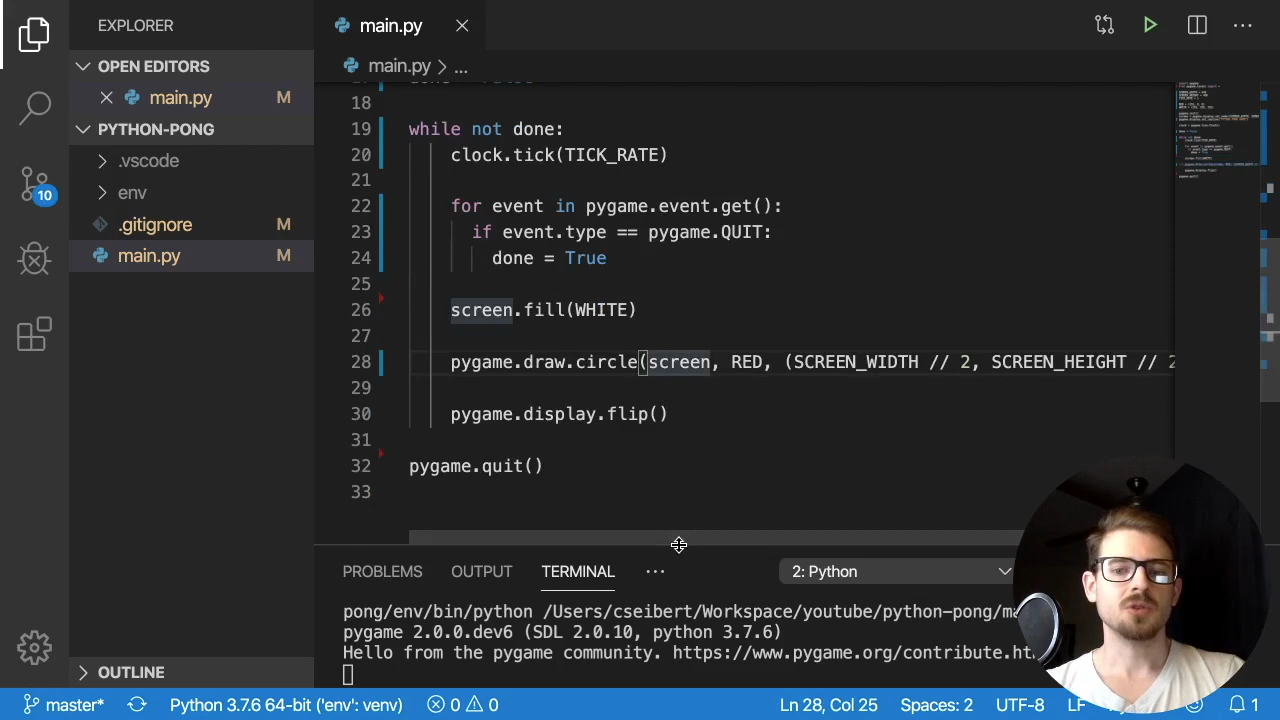 EXPLORER
main.py
OPEN EDITORS
main.py M
PYTHON-PONG
.vscode
env
.gitignore M
main.py M
OUTLINE
10
main.py > ...
18
19 while not done:
20 clock.tick(TICK_RATE)
21
22 for event in pygame.event.get():
23 if event.type == pygame.QUIT:
24 done = True
25
26 screen.fill(WHITE)
27
28 pygame.draw.circle(screen, RED, (SCREEN_WIDTH // 2, SCREEN_HEIGHT // 2
29
30 pygame.display.flip()
31
32 pygame.quit()
33
PROBLEMS OUTPUT TERMINAL ... 2: Python
pong/env/bin/python /Users/cseibert/Workspace/youtube/python-pong/ma
pygame 2.0.0.dev6 (SDL 2.0.10, python 3.7.6)
Hello from the pygame community. https://www.pygame.org/contribute.ht
master* Python 3.7.6 64-bit ('env': venv) 0 0 Ln 28, Col 25 Spaces: 2 UTF-8 LF 1